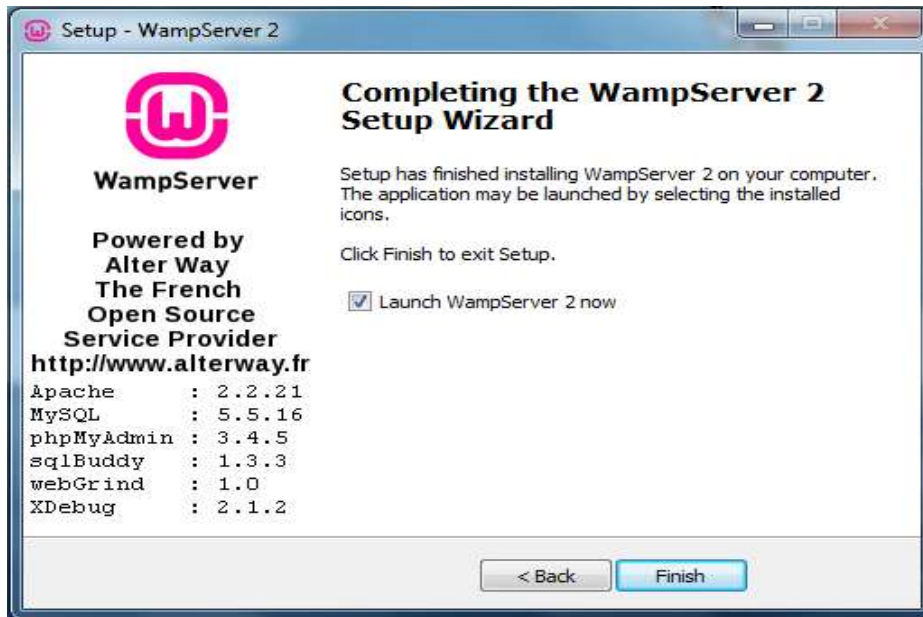 Setup - WampServer 2
WampServer
Powered by
Alter Way
The French
Open Source
Service Provider
http://www.alterway.fr
Apache : 2.2.21
MySQL : 5.5.16
phpMyAdmin : 3.4.5
sqlBuddy : 1.3.3
webGrind : 1.0
XDebug : 2.1.2
Completing the WampServer 2
Setup Wizard
Setup has finished installing WampServer 2 on your computer.
The application may be launched by selecting the installed
icons.
Click Finish to exit Setup.
Launch WampServer 2 now
< Back
Finish